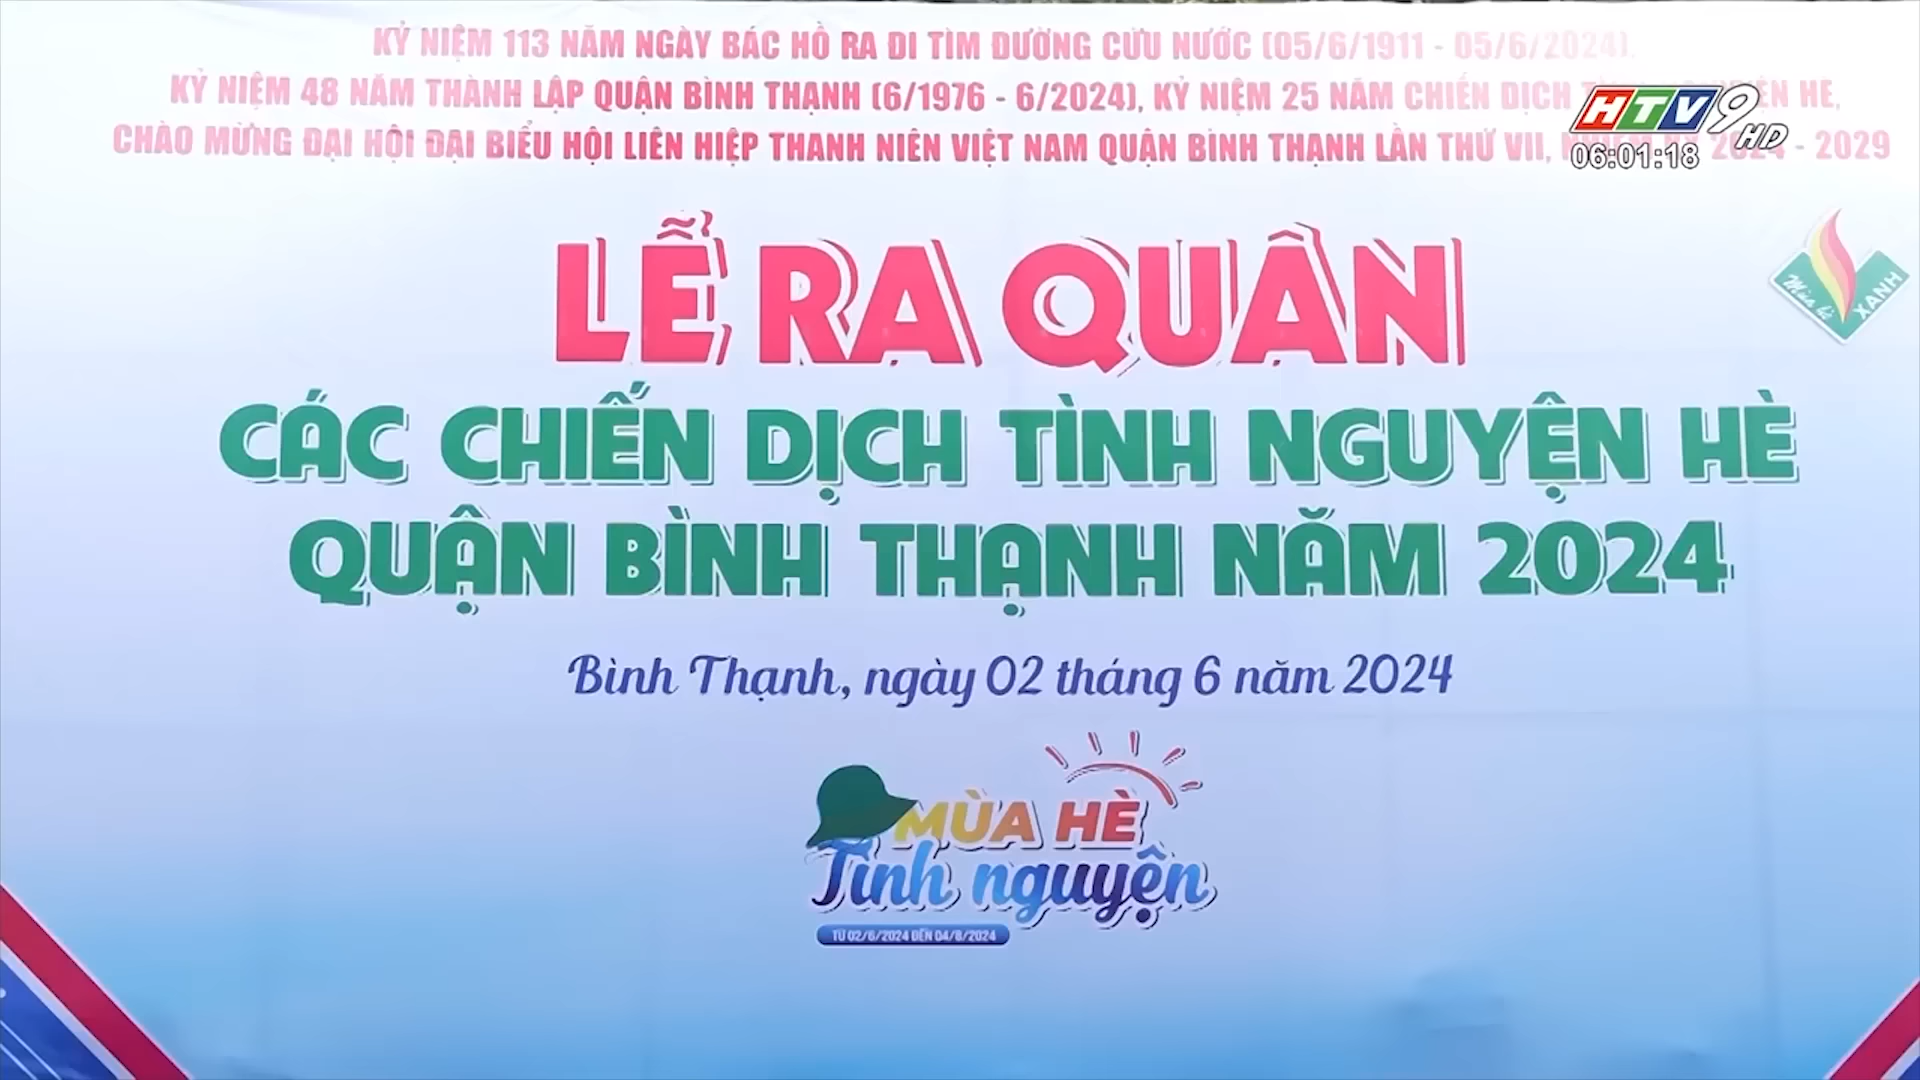 KỶ NIỆM 113 NĂM NGÀY BÁC HỒ RA ĐI TÌM ĐƯỜNG CỨU NƯỚC (05/6/1911 - 05/6/2024),
KỶ NIỆM 48 NĂM THÀNH LẬP QUẬN BÌNH THẠNH (6/1976 - 6/2024), KỶ NIỆM 25 NĂM CHIẾN DỊCH HÈ,
CHÀO MỪNG ĐẠI HỘI ĐẠI BIỂU HỘI LIÊN HIỆP THANH NIÊN VIỆT NAM QUẬN BÌNH THẠNH LẦN THỨ VII, 2024 - 2029
HTV9 HD
06:01:18
LỄ RA QUÂN
Mùa hè XANH
CÁC CHIẾN DỊCH TÌNH NGUYỆN HÈ
QUẬN BÌNH THẠNH NĂM 2024
Bình Thạnh, ngày 02 tháng 6 năm 2024
MÙA HÈ
Tình nguyện
TỪ 02/6/2024 ĐẾN 04/8/2024